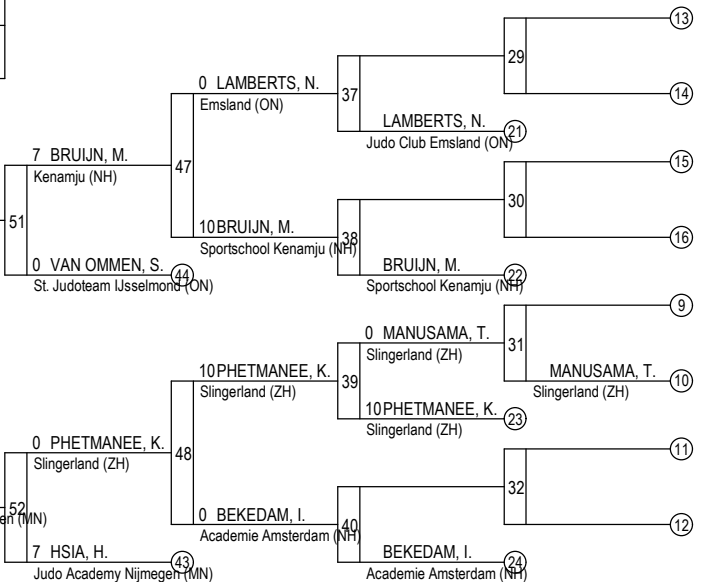 13
29
0 LAMBERTS, N.
Emsland (ON)
37
14
LAMBERTS, N.
21
Judo Club Emsland (ON)
7 BRUIJN, M.
Kenamju (NH)
47
15
30
51
10 BRUIJN, M.
Sportschool Kenamju (NH)
38
16
0 VAN OMMEN, S.
44
St. Judoteam IJsselmond (ON)
BRUIJN, M.
22
Sportschool Kenamju (NH)
9
0 MANUSAMA, T.
Slingerland (ZH)
31
10 PHETMANEE, K.
Slingerland (ZH)
39
MANUSAMA, T.
10
Slingerland (ZH)
10 PHETMANEE, K.
23
Slingerland (ZH)
0 PHETMANEE, K.
Slingerland (ZH)
48
11
32
52
en (MN)
0 BEKEDAM, I.
Academie Amsterdam (NH)
40
12
7 HSIA, H.
43
Judo Academy Nijmegen (MN)
BEKEDAM, I.
24
Academie Amsterdam (NH)